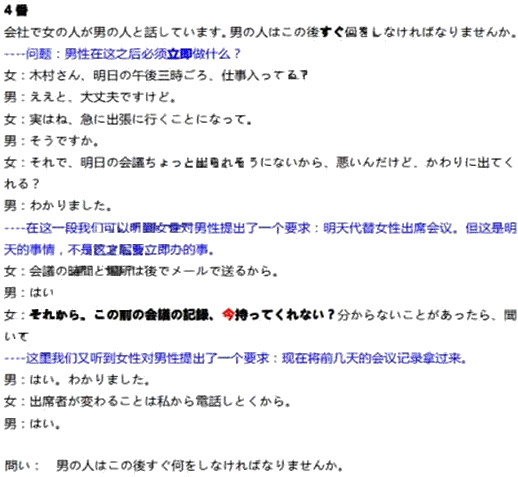 4番
会社で女の人が男の人と話しています。男の人はこの後すぐ何をしなければなりませんか。
----问题：男性在这之后必须立即做什么？
女：木村さん、明日の午後三時ごろ、仕事入ってる？
男：ええと、大丈夫ですけど。
女：実はね、急に出張に行くことになって。
男：そうですか。
女：それで、明日の会議ちょっと出られそうにないから、悪いんだけど、かわりに出てく
れる？
男：わかりました。
----在这一段我们可以听到女性对男性提出了一个要求：明天代替女性出席会议。但这是明
天的事情，不是这之后要立即办的事。
女：会議の時間と場所は後でメールで送るから。
男：はい
女：それから、この前の会議の記録、今持ってくれない？分からないことがあったら、聞
いて
----这里我们又听到女性对男性提出了一个要求：现在将前几天的会议记录拿过来。
男：はい。わかりました。
女：出席者が変わることは私から電話しとくから。
男：はい。
問い：　男の人はこの後すぐ何をしなければなりませんか。